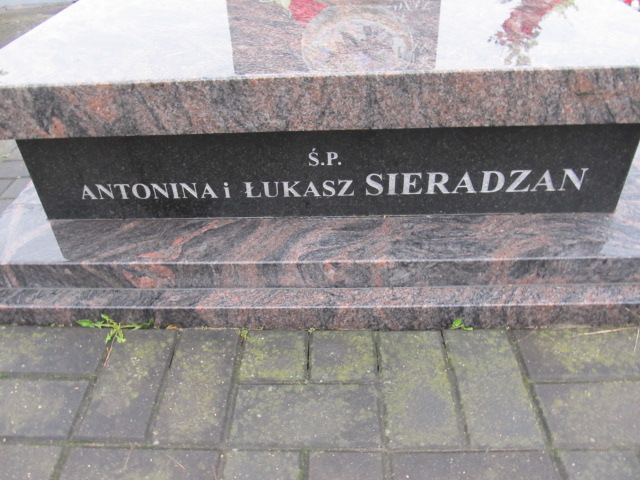 Ś.P.
ANTONINA i ŁUKASZ SIERADZAN